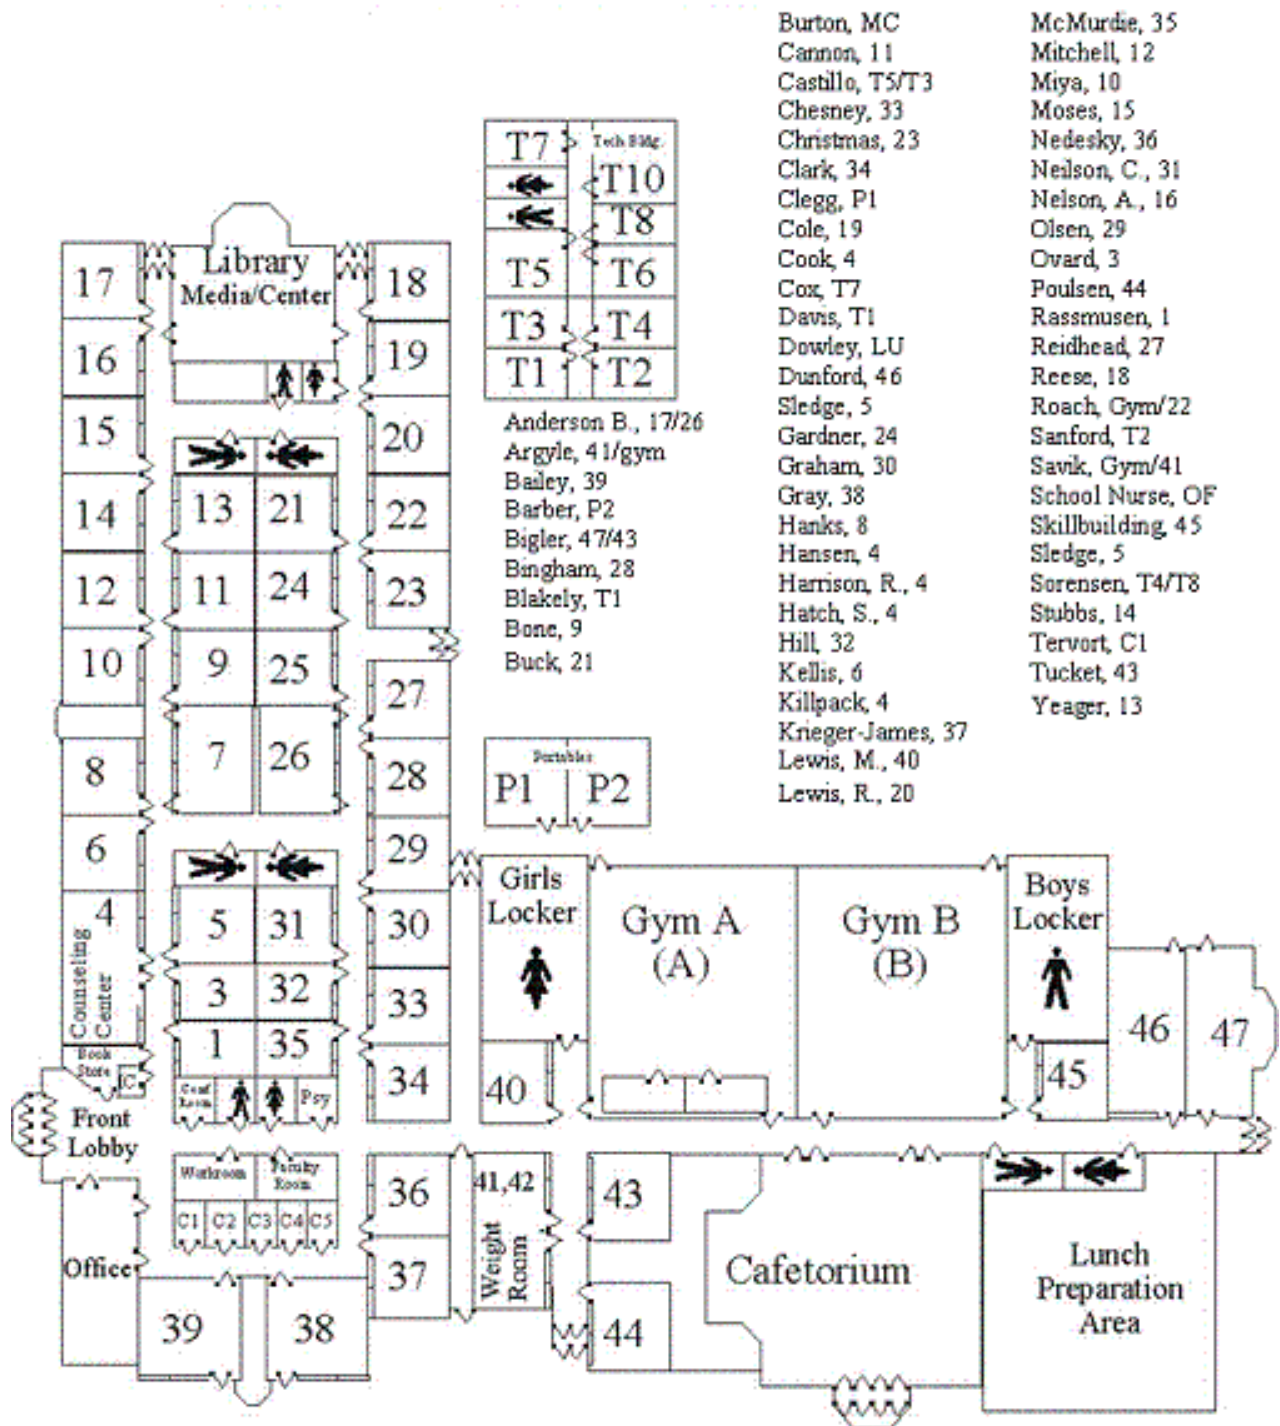 Burton, MC
Cannon, 11
Castillo, T5/T3
Chesney, 33
Christmas, 23
Clark, 34
Clegg, P1
Cole, 19
Cook, 4
Cox, T7
Davis, T1
Dowley, LU
Dunford, 46
Sledge, 5
Gardner, 24
Graham, 30
Gray, 38
Hanks, 8
Hansen, 4
Harrison, R., 4
Hatch, S., 4
Hill, 32
Kellis, 6
Killpack, 4
Krieger-James, 37
Lewis, M., 40
Lewis, R., 20
McMurdie, 35
Mitchell, 12
Miya, 10
Moses, 15
Nedesky, 36
Neilson, C., 31
Nelson, A., 16
Olsen, 29
Ovard, 3
Poulsen, 44
Rassmusen, 1
Reidhead, 27
Reese, 18
Roach, Gym/22
Sanford, T2
Savik, Gym/41
School Nurse, OF
Skillbuilding, 45
Sledge, 5
Sorensen, T4/T8
Stubbs, 14
Tervort, C1
Tucket, 43
Yeager, 13
T7
Tech Bldg.
T10
T8
T5
T6
T3
T4
T1
T2
Anderson B., 17/26
Argyle, 41/gym
Bailey, 39
Barber, P2
Bigler, 47/43
Bingham, 28
Blakely, T1
Bone, 9
Buck, 21
Library
Media/Center
17
18
16
19
15
20
14
13
21
22
12
11
24
23
10
9
25
27
8
7
26
28
6
29
Portables
P1
P2
4
Counseling
Center
5
31
30
3
32
33
1
35
34
Book
Store
C
Conf
Room
Psy
Front
Lobby
Girls
Locker
Gym A
(A)
Gym B
(B)
Boys
Locker
40
45
46
47
Workroom
Faculty
Room
C1
C2
C3
C4
C5
36
37
41,42
Weight
Room
43
44
Office
39
38
Cafetorium
Lunch
Preparation
Area